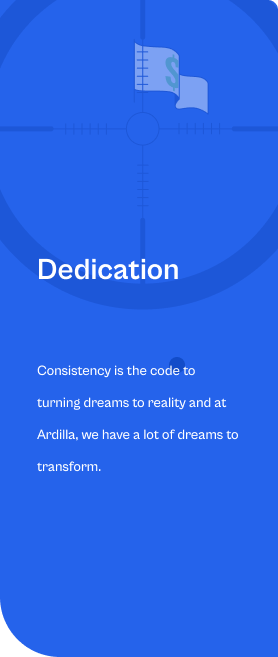 $
Dedication
Consistency is the code to
turning dreams to reality and at
Ardilla, we have a lot of dreams to
transform.